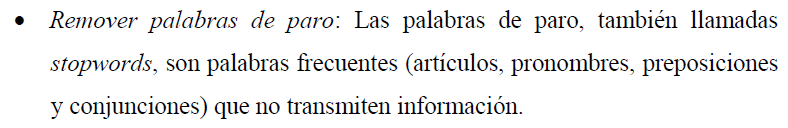 • Remover palabras de paro: Las palabras de paro, también llamadas
stopwords, son palabras frecuentes (artículos, pronombres, preposiciones
y conjunciones) que no transmiten información.